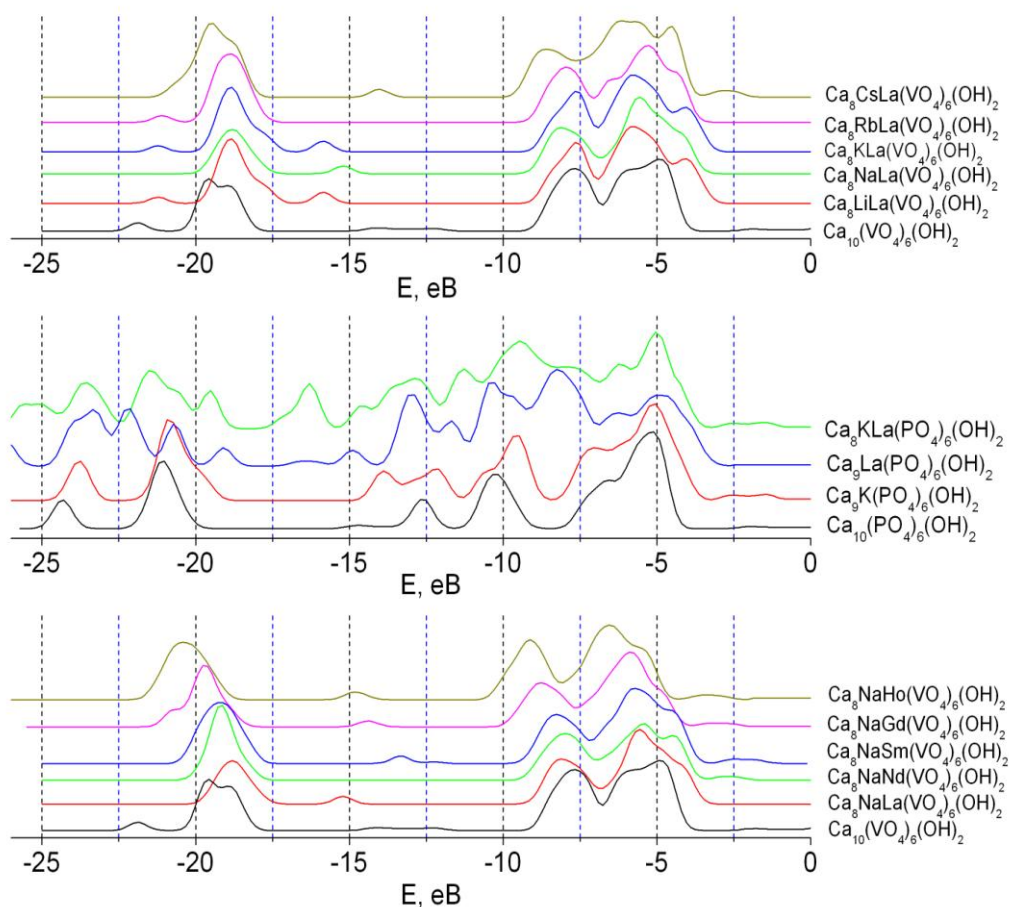 Ca₈CsLa(VO₄)₆(OH)₂
Ca₈RbLa(VO₄)₆(OH)₂
Ca₈KLa(VO₄)₆(OH)₂
Ca₈NaLa(VO₄)₆(OH)₂
Ca₈LiLa(VO₄)₆(OH)₂
Ca₁₀(VO₄)₆(OH)₂
-25 -20 -15 -10 -5 0
E, eB
Ca₈KLa(PO₄)₆(OH)₂
Ca₉La(PO₄)₆(OH)₂
Ca₉K(PO₄)₆(OH)₂
Ca₁₀(PO₄)₆(OH)₂
-25 -20 -15 -10 -5 0
E, eB
Ca₈NaHo(VO₄)₆(OH)₂
Ca₈NaGd(VO₄)₆(OH)₂
Ca₈NaSm(VO₄)₆(OH)₂
Ca₈NaNd(VO₄)₆(OH)₂
Ca₈NaLa(VO₄)₆(OH)₂
Ca₁₀(VO₄)₆(OH)₂
-25 -20 -15 -10 -5 0
E, eB